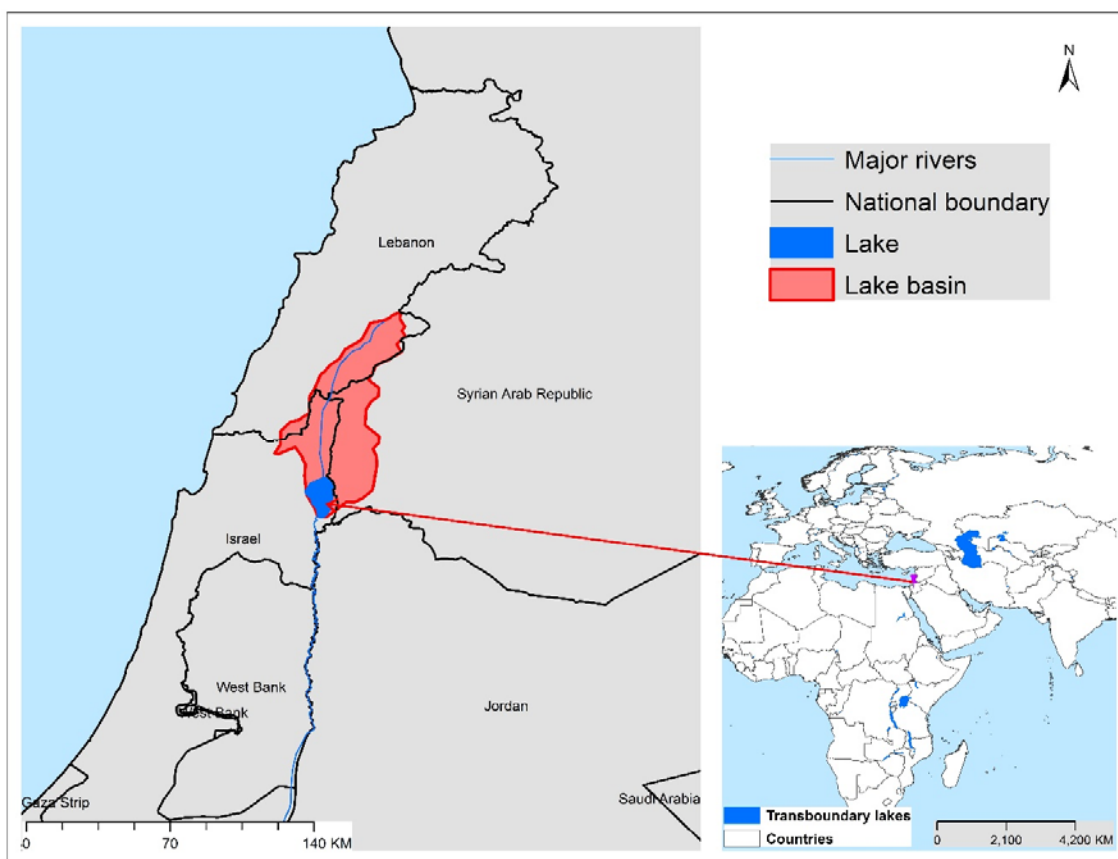 N
Major rivers
National boundary
Lake
Lake basin
Lebanon
Syrian Arab Republic
Israel
West Bank
West Bank
Jordan
Gaza Strip
Saudi Arabia
0 70 140 KM
Transboundary lakes
Countries
0 2,100 4,200 KM